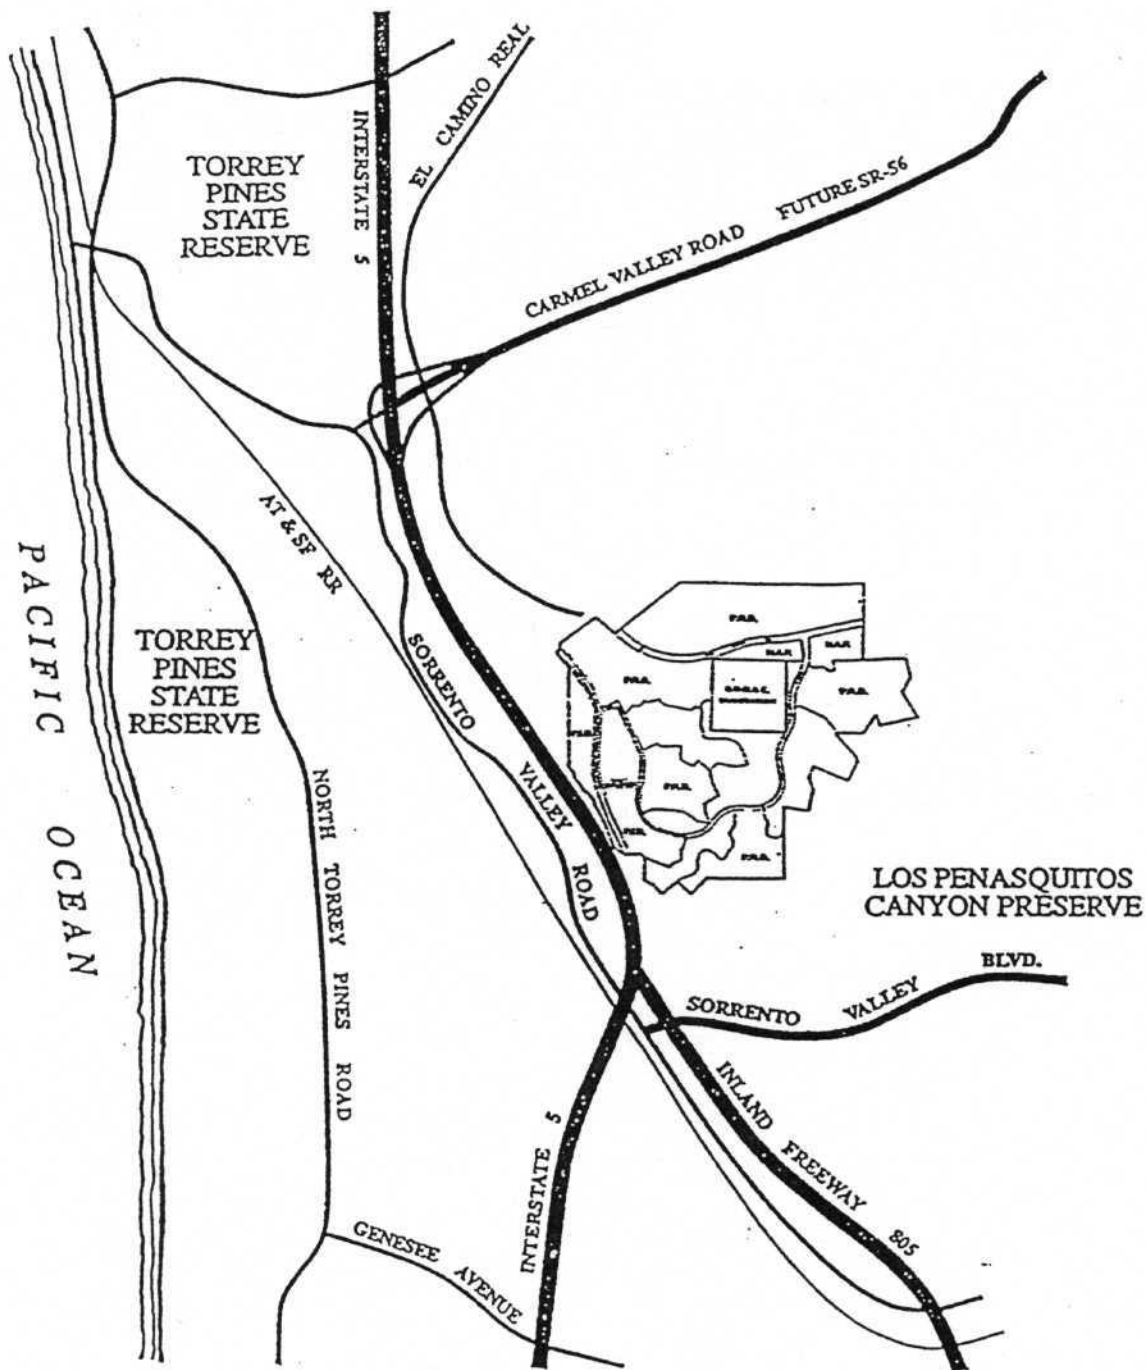 EL CAMINO REAL
INTERSTATE 5
TORREY
PINES
STATE
RESERVE
CARMEL VALLEY ROAD
FUTURE SR-56
AT & SF RR
PACIFIC OCEAN
TORREY
PINES
STATE
RESERVE
SORRENTO VALLEY ROAD
NORTH TORREY PINES ROAD
LOS PENASQUITOS
CANYON PRESERVE
SORRENTO VALLEY BLVD.
INLAND FREEWAY 805
INTERSTATE 5
GENESEE AVENUE